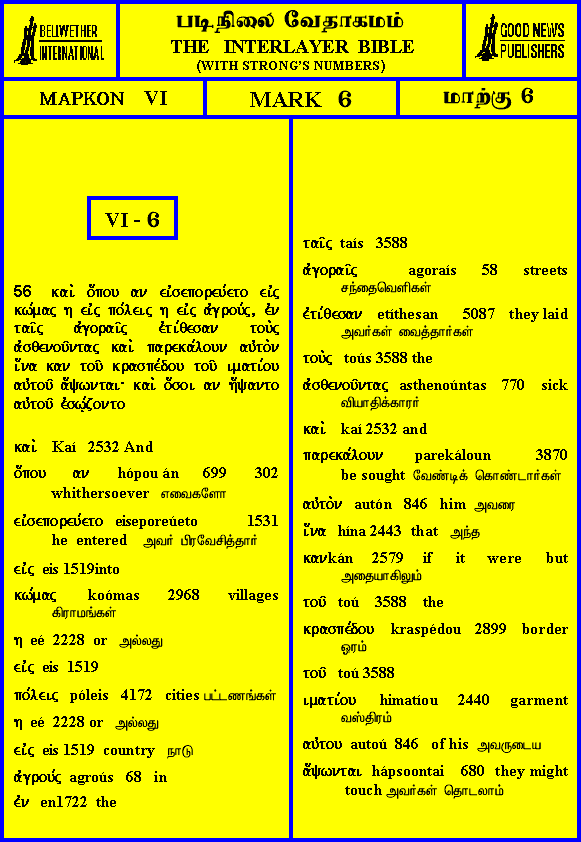 BELLWETHER
INTERNATIONAL
படிநிலை வேதாகமம்
THE INTERLAYER BIBLE
(WITH STRONG'S NUMBERS)
GOOD NEWS
PUBLISHERS
ΜΑΡΚΟΝ VI
MARK 6
மாற்கு 6
VI - 6
56 καὶ ὅπου αν εἰσεπορεύετο εἰς
κώμας η εἰς πόλεις η εἰς ἀγρούς, ἐν
ταῖς ἀγοραῖς ἐτίθεσαν τοὺς
ἀσθενοῦντας καὶ παρεκάλουν αὐτὸν
ἵνα καν τοῦ κρασπέδου τοῦ ιματίου
αὐτοῦ ἅψωνται· καὶ ὅσοι αν ἥψαντο
αὐτοῦ ἐσῴζοντο
καὶ Kaí 2532 And
ὅπου αν hópou án 699 302
whithersoever எவைகளோ
εἰσεπορεύετο eiseporeúeto 1531
he entered அவர் பிரவேசித்தார்
εἰς eis 1519into
κώμας koómas 2968 villages
கிராமங்கள்
η eé 2228 or அல்லது
εἰς eis 1519
πόλεις póleis 4172 cities பட்டணங்கள்
η eé 2228 or அல்லது
εἰς eis 1519 country நாடு
ἀγρούς agroús 68 in
ἐν en1722 the
ταῖς taís 3588
ἀγοραῖς agoraís 58 streets
சந்தைவெளிகள்
ἐτίθεσαν etíthesan 5087 they laid
அவர்கள் வைத்தார்கள்
τοὺς toús 3588 the
ἀσθενοῦντας asthenoúntas 770 sick
வியாதிக்காரர்
καὶ kaí 2532 and
παρεκάλουν parekáloun 3870
be sought வேண்டிக் கொண்டார்கள்
αὐτὸν autón 846 him அவரை
ἵνα hína 2443 that அந்த
κανkán 2579 if it were but
அதையாகிலும்
τοῦ toú 3588 the
κρασπέδου kraspédou 2899 border
ஓரம்
τοῦ toú 3588
ιματίου himatíou 2440 garment
வஸ்திரம்
αὐτου autoú 846 of his அவருடைய
ἅψωνται hápsoontai 680 they might
touch அவர்கள் தொடலாம்